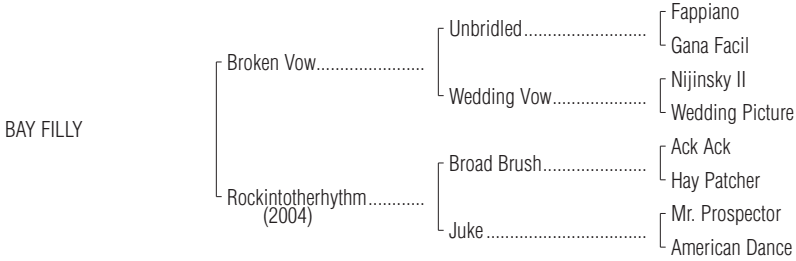 Fappiano
Unbridled........................
Gana Facil
Broken Vow.......................
Nijinsky II
Wedding Vow....................
Wedding Picture
BAY FILLY
Ack Ack
Broad Brush......................
Hay Patcher
Rockintotherhythm............
(2004)
Mr. Prospector
Juke..................................
American Dance